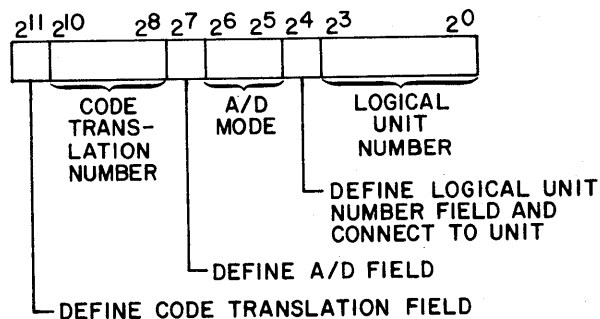 2¹¹ 2¹⁰ 2⁸ 2⁷ 2⁶ 2⁵ 2⁴ 2³ 2⁰
CODE
TRANS-
LATION
NUMBER
A/D
MODE
LOGICAL
UNIT
NUMBER
DEFINE LOGICAL UNIT
NUMBER FIELD AND
CONNECT TO UNIT
DEFINE A/D FIELD
DEFINE CODE TRANSLATION FIELD